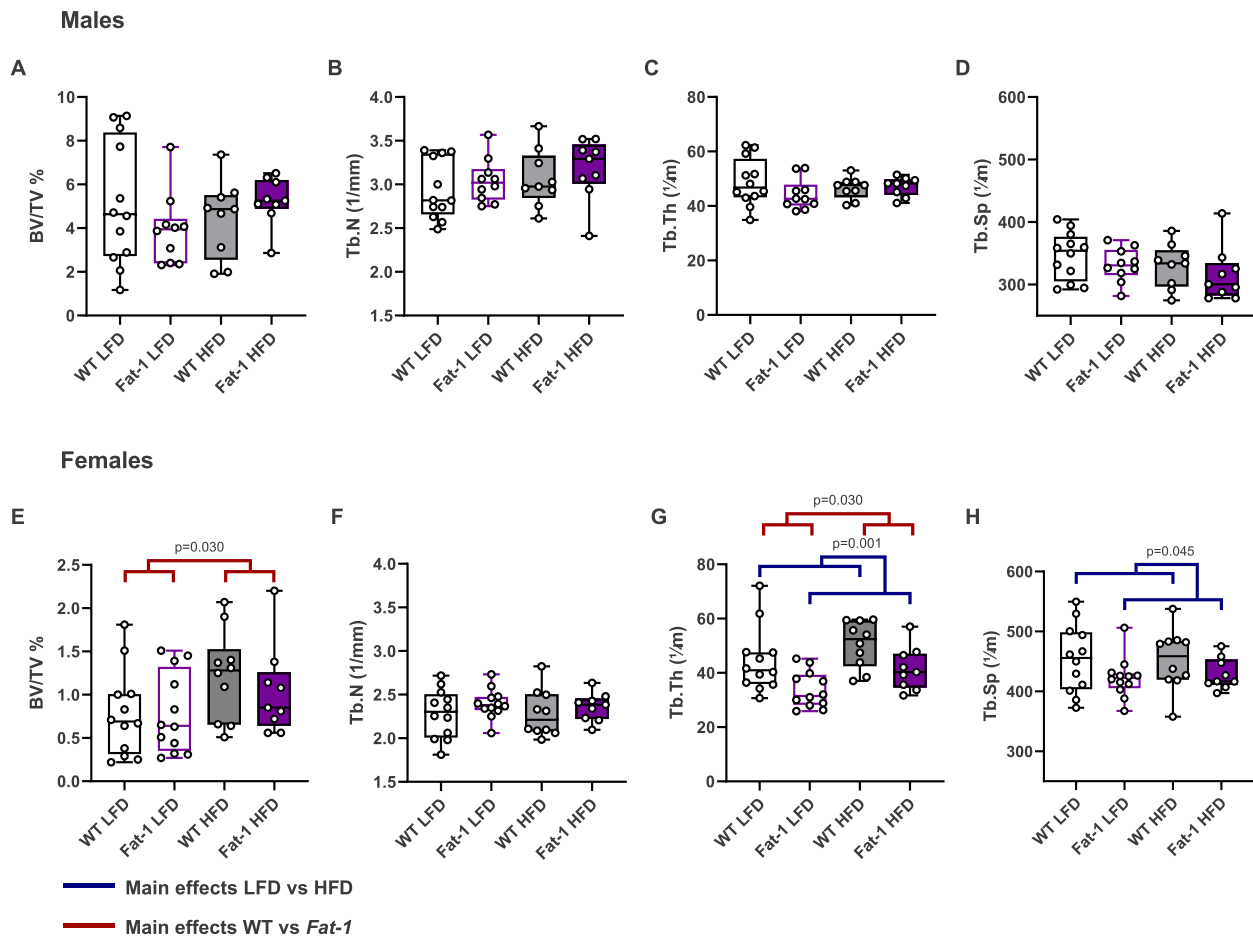 Males
A
BV/TV %
10
8
6
4
2
0
WT LFD
Fat-1 LFD
WT HFD
Fat-1 HFD
B
Tb.N (1/mm)
4.0
3.5
3.0
2.5
2.0
1.5
WT LFD
Fat-1 LFD
WT HFD
Fat-1 HFD
C
Tb.Th (¹⁄m)
80
60
40
20
0
WT LFD
Fat-1 LFD
WT HFD
Fat-1 HFD
D
Tb.Sp (¹⁄m)
600
500
400
300
WT LFD
Fat-1 LFD
WT HFD
Fat-1 HFD
Females
E
p=0.030
BV/TV %
2.5
2.0
1.5
1.0
0.5
0.0
WT LFD
Fat-1 LFD
WT HFD
Fat-1 HFD
F
Tb.N (1/mm)
4.0
3.5
3.0
2.5
2.0
1.5
WT LFD
Fat-1 LFD
WT HFD
Fat-1 HFD
G
p=0.030
p=0.001
Tb.Th (¹⁄m)
80
60
40
20
0
WT LFD
Fat-1 LFD
WT HFD
Fat-1 HFD
H
p=0.045
Tb.Sp (¹⁄m)
600
500
400
300
WT LFD
Fat-1 LFD
WT HFD
Fat-1 HFD
Main effects LFD vs HFD
Main effects WT vs Fat-1